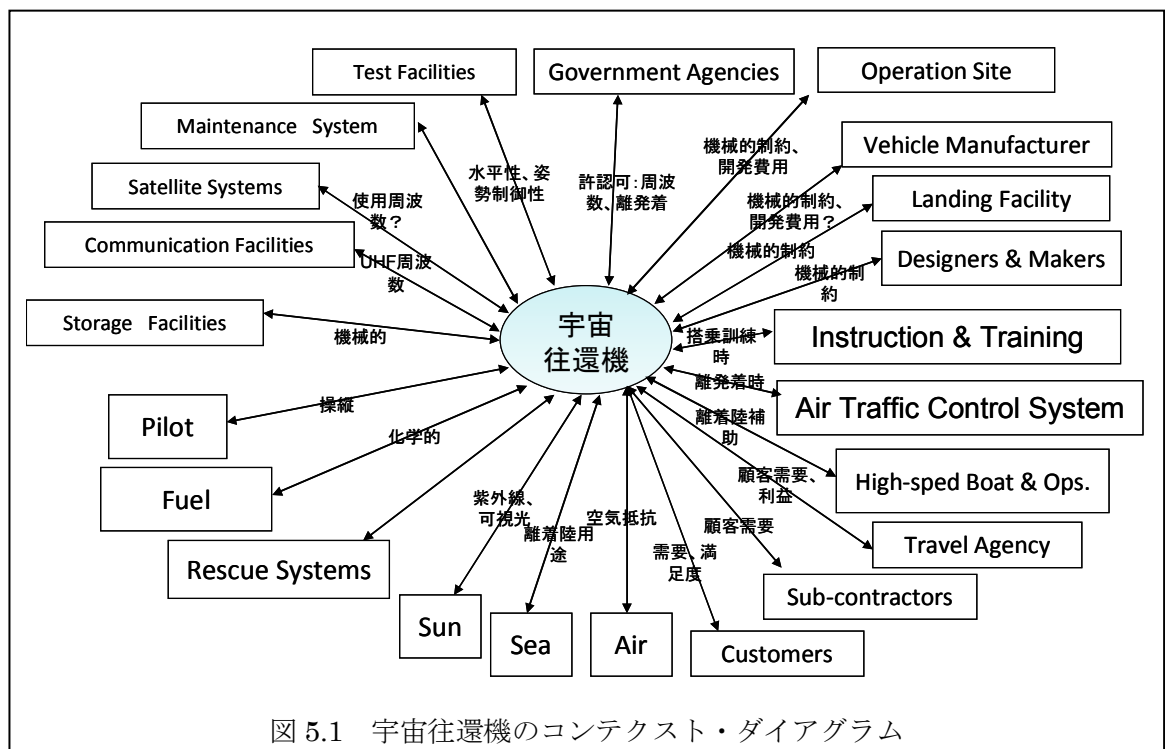 Test Facilities
Government Agencies
Operation Site
Maintenance System
Vehicle Manufacturer
Satellite Systems
Landing Facility
Communication Facilities
Designers & Makers
Storage Facilities
Instruction & Training
Pilot
Air Traffic Control System
Fuel
High-sped Boat & Ops.
Rescue Systems
Travel Agency
Sub-contractors
Sun
Sea
Air
Customers
宇宙
往還機
水平性、姿
勢制御性
許認可:周波
数、離発着
機械的制約、
開発費用
機械的制約、
開発費用?
機械的制約
機械的制
約
使用周波
数?
UHF周波
数
機械的
搭乗訓練
時
離発着時
離着陸補
助
操縦
化学的
顧客需要、
利益
顧客需要
紫外線、
可視光
離着陸用
途
空気抵抗
需要、満
足度
図 5.1 宇宙往還機のコンテクスト・ダイアグラム